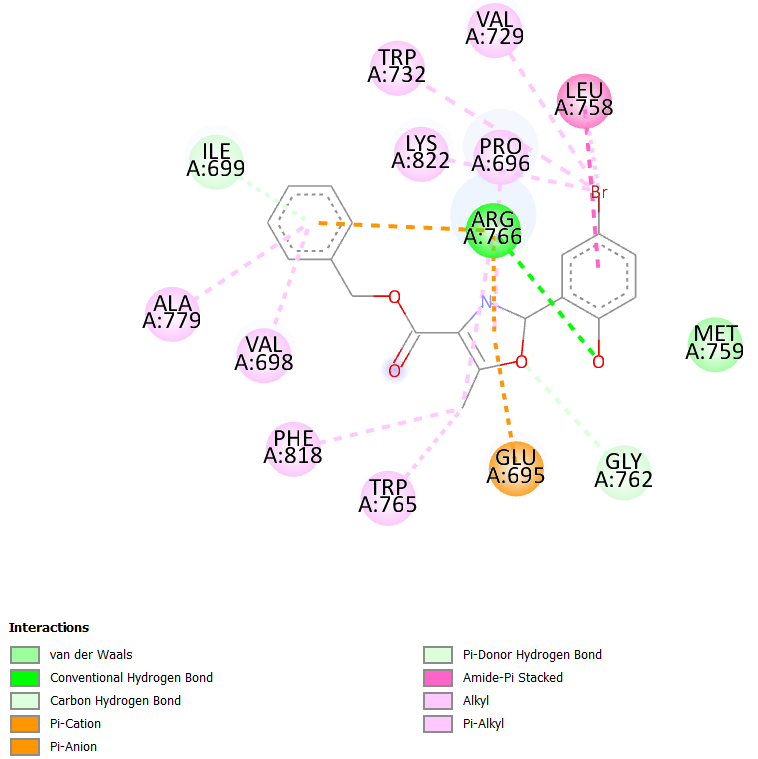 VAL
A:729
TRP
A:732
LEU
A:758
ILE
A:699
LYS
A:822
PRO
A:696
Br
ARG
A:766
ALA
A:779
VAL
A:698
O
N
MET
A:759
O
O
O
PHE
A:818
TRP
A:765
GLU
A:695
GLY
A:762
Interactions
van der Waals
Conventional Hydrogen Bond
Carbon Hydrogen Bond
Pi-Cation
Pi-Anion
Pi-Donor Hydrogen Bond
Amide-Pi Stacked
Alkyl
Pi-Alkyl